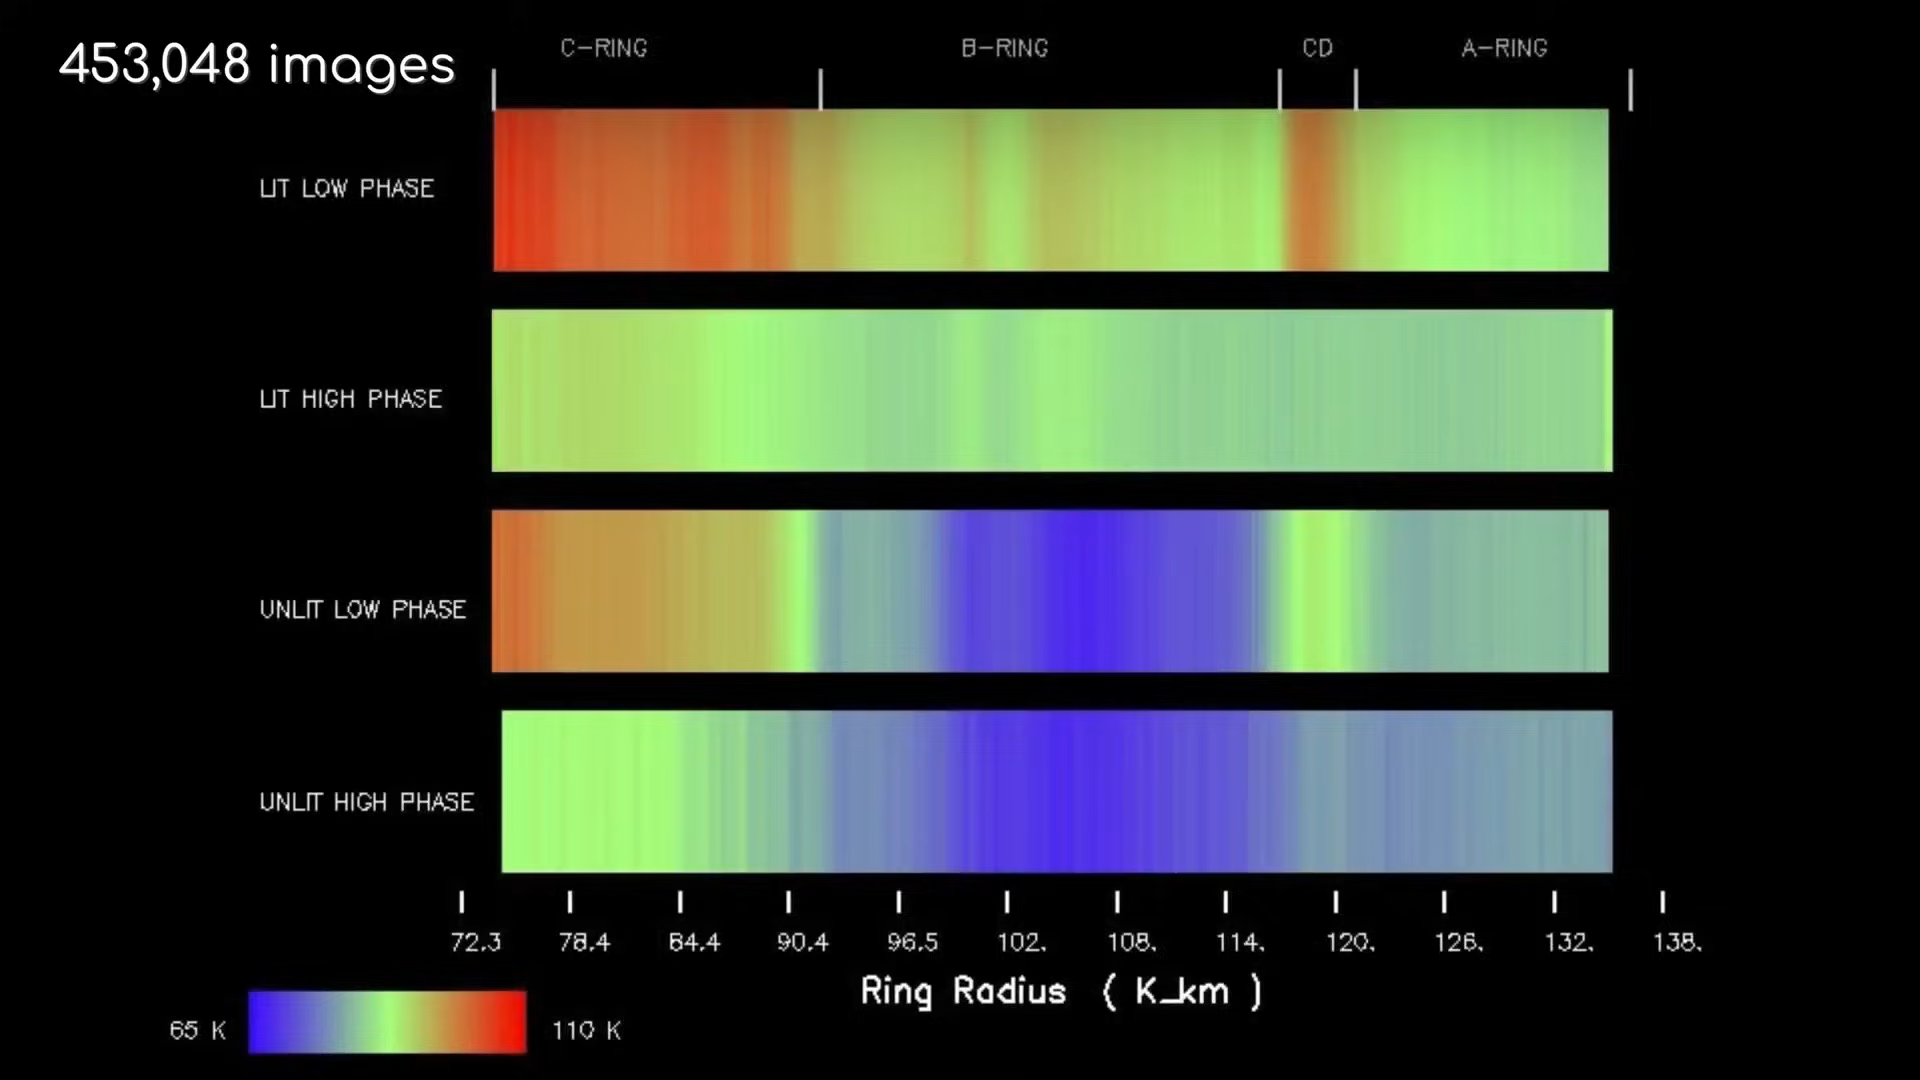 453,048 images
C-RING B-RING CD A-RING
LIT LOW PHASE
LIT HIGH PHASE
UNLIT LOW PHASE
UNLIT HIGH PHASE
72.3 78.4 84.4 90.4 96.5 102. 108. 114. 120. 126. 132. 138.
Ring Radius ( K_km )
65 K 110 K